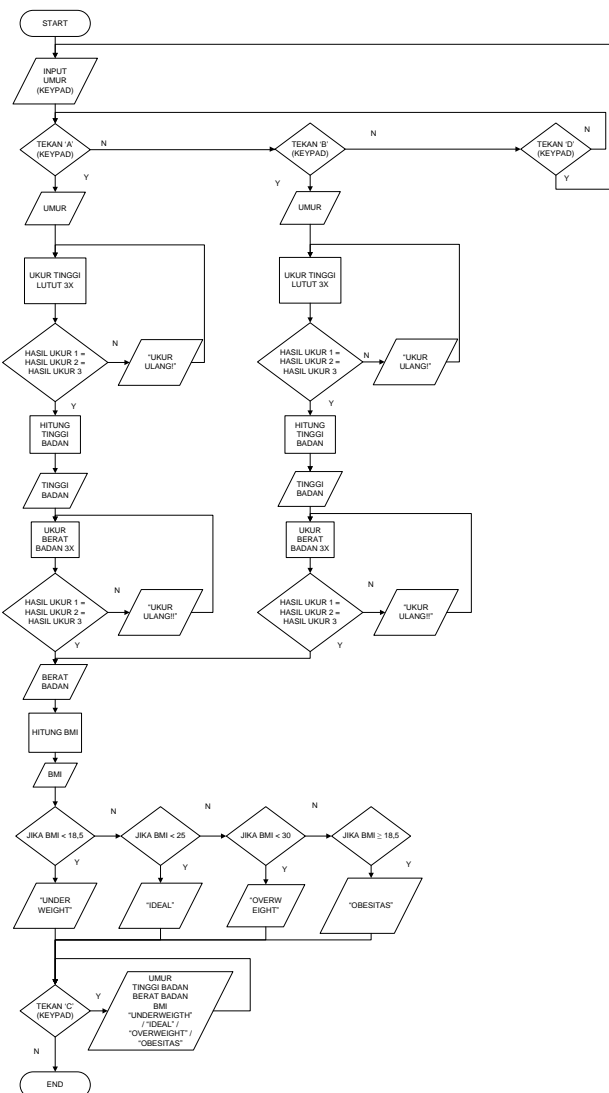 START
INPUT
UMUR
(KEYPAD)
TEKAN 'A'
(KEYPAD)
N
Y
TEKAN 'B'
(KEYPAD)
N
Y
TEKAN 'D'
(KEYPAD)
N
Y
UMUR
UKUR TINGGI
LUTUT 3X
HASIL UKUR 1 =
HASIL UKUR 2 =
HASIL UKUR 3
N
"UKUR
ULANG!"
Y
HITUNG
TINGGI
BADAN
TINGGI
BADAN
UKUR
BERAT
BADAN 3X
HASIL UKUR 1 =
HASIL UKUR 2 =
HASIL UKUR 3
N
"UKUR
ULANG!!"
Y
UMUR
UKUR TINGGI
LUTUT 3X
HASIL UKUR 1 =
HASIL UKUR 2 =
HASIL UKUR 3
N
"UKUR
ULANG!"
Y
HITUNG
TINGGI
BADAN
TINGGI
BADAN
UKUR
BERAT
BADAN 3X
HASIL UKUR 1 =
HASIL UKUR 2 =
HASIL UKUR 3
N
"UKUR
ULANG!!"
Y
BERAT
BADAN
HITUNG BMI
BMI
JIKA BMI < 18,5
N
Y
JIKA BMI < 25
N
Y
JIKA BMI < 30
N
Y
JIKA BMI ≥ 18,5
Y
"UNDER
WEIGHT"
"IDEAL"
"OVERW
EIGHT"
"OBESITAS"
TEKAN 'C'
(KEYPAD)
Y
N
UMUR
TINGGI BADAN
BERAT BADAN
BMI
"UNDERWEIGTH"
/ "IDEAL" /
"OVERWEIGHT" /
"OBESITAS"
END